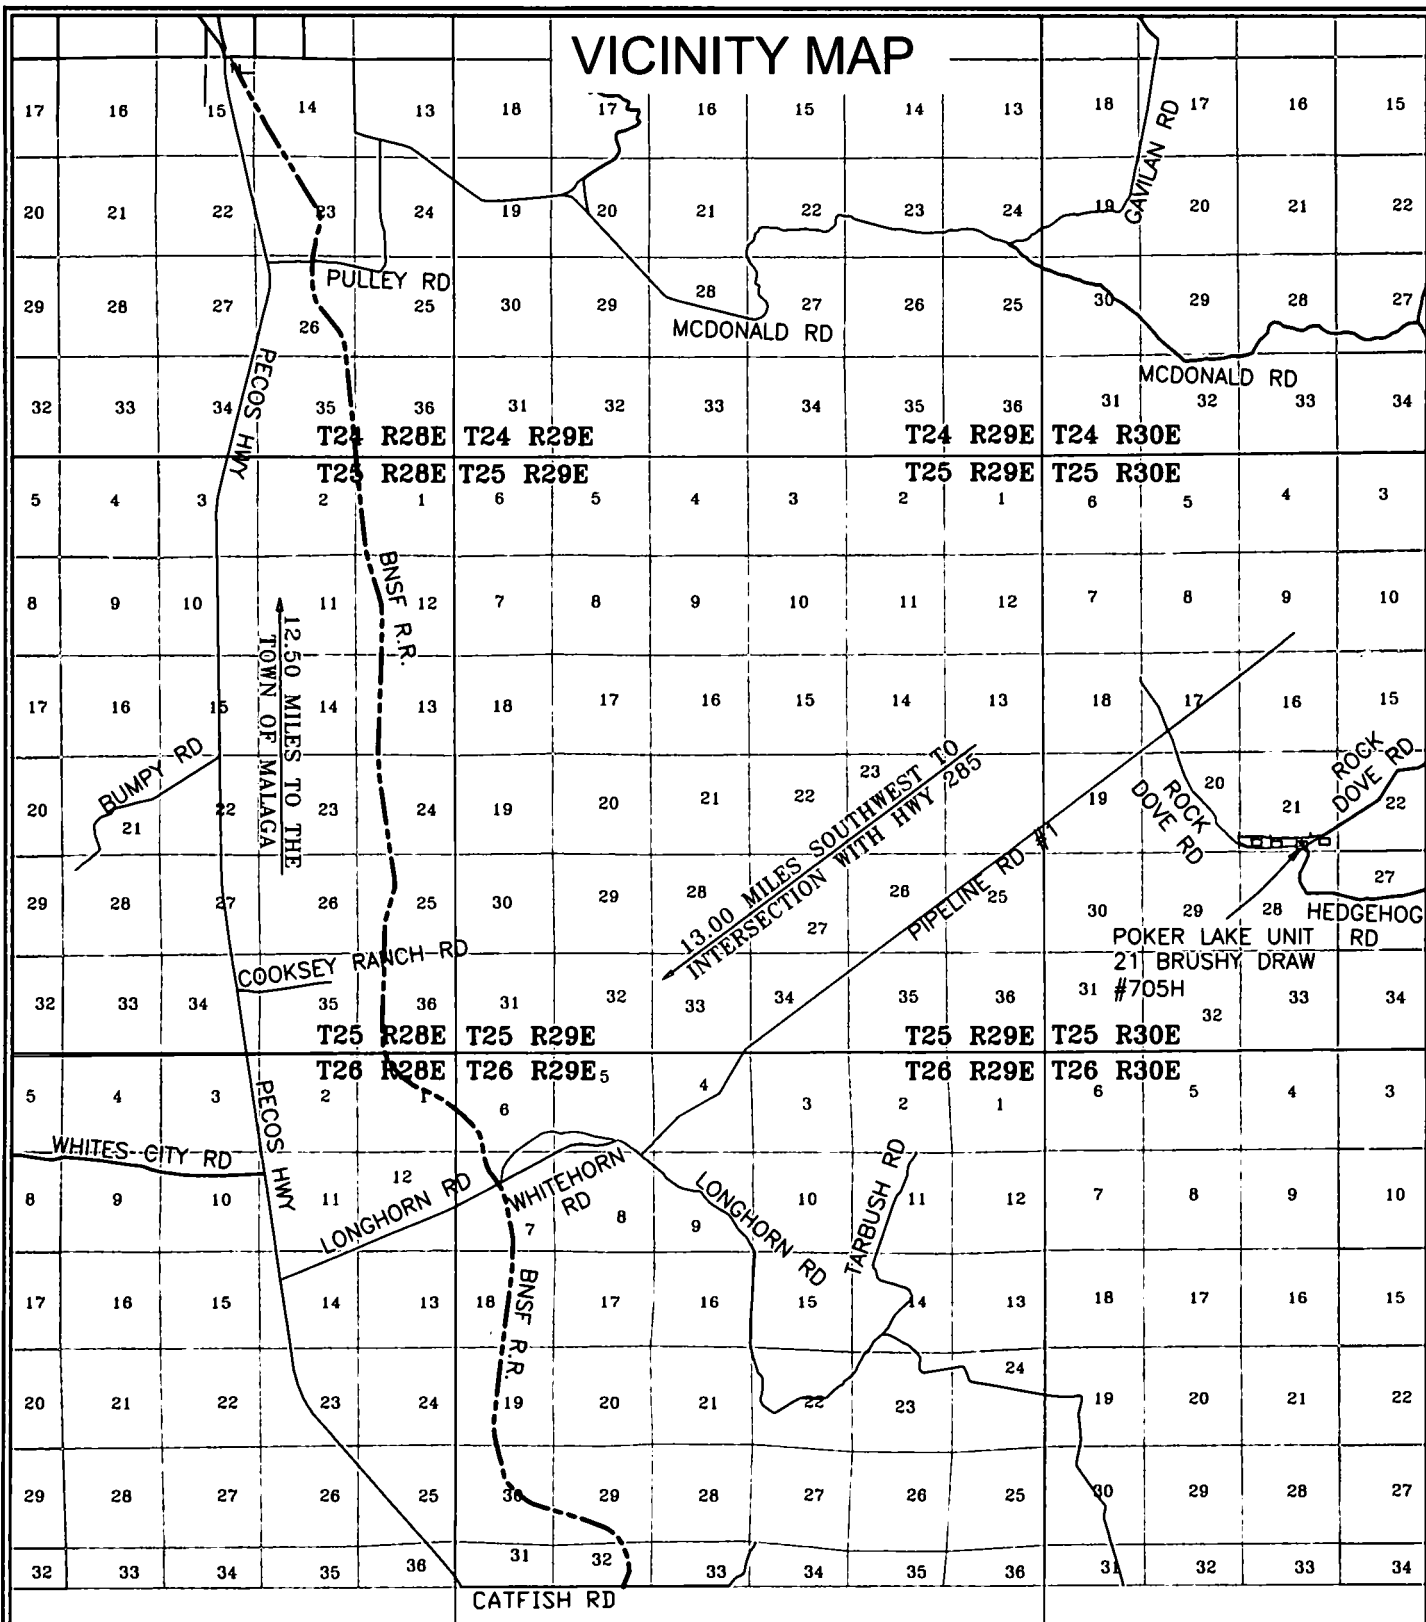 VICINITY MAP
17 16 15 14 13 18 17 16 15 14 13 18 17 16 15
GAVILAN RD
20 21 22 23 24 19 20 21 22 23 24 19 20 21 22
PULLEY RD
29 28 27 26 25 30 29 28 27 26 25 30 29 28 27
MCDONALD RD
MCDONALD RD
PECOS HWY
32 33 34 35 36 31 32 33 34 35 36 31 32 33 34
T24 R28E T24 R29E T24 R29E T24 R30E
T25 R28E T25 R29E T25 R29E T25 R30E
5 4 3 2 1 6 5 4 3 2 1 6 5 4 3
BNSF R.R.
8 9 10 11 12 7 8 9 10 11 12 7 8 9 10
12.50 MILES TO THE
TOWN OF MALAGA
17 16 15 14 13 18 17 16 15 14 13 18 17 16 15
BUMPY RD
13.00 MILES SOUTHWEST TO
INTERSECTION WITH HWY 285
ROCK
DOVE RD
ROCK
DOVE RD
20 21 22 23 24 19 20 21 22 23 19 20 21 22
PIPELINE RD #1
29 28 27 26 25 30 29 28 27 26 25 30 29 28 27
HEDGEHOG
RD
POKER LAKE UNIT
21 BRUSHY DRAW
#705H
COOKSEY RANCH RD
32 33 34 35 36 31 32 33 34 35 36 31 32 33 34
T25 R28E T25 R29E T25 R29E T25 R30E
T26 R28E T26 R29E T26 R29E T26 R30E
5 4 3 2 1 6 5 4 3 2 1 6 5 4 3
PECOS HWY
WHITES CITY RD
LONGHORN RD
WHITEHORN
RD
LONGHORN RD
TARBUSH RD
8 9 10 11 12 7 8 9 10 11 12 7 8 9 10
BNSF R.R.
17 16 15 14 13 18 17 16 15 14 13 18 17 16 15
20 21 22 23 24 19 20 21 22 23 24 19 20 21 22
29 28 27 26 25 30 29 28 27 26 25 30 29 28 27
32 33 34 35 36 31 32 33 34 35 36 31 32 33 34
CATFISH RD